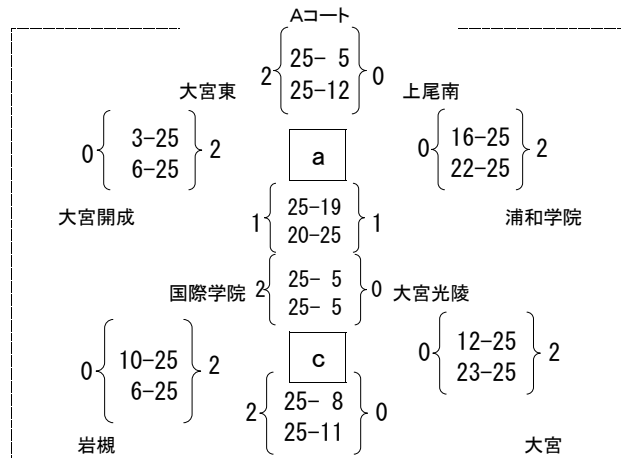 Aコート
2 25- 5 0
25-12
大宮東 上尾南
0 3-25 2
6-25
a
0 16-25 2
22-25
大宮開成 浦和学院
1 25-19 1
20-25
国際学院 2 25- 5 0 大宮光陵
25- 5
0 10-25 2
6-25
c
0 12-25 2
23-25
2 25- 8 0
25-11
岩槻 大宮